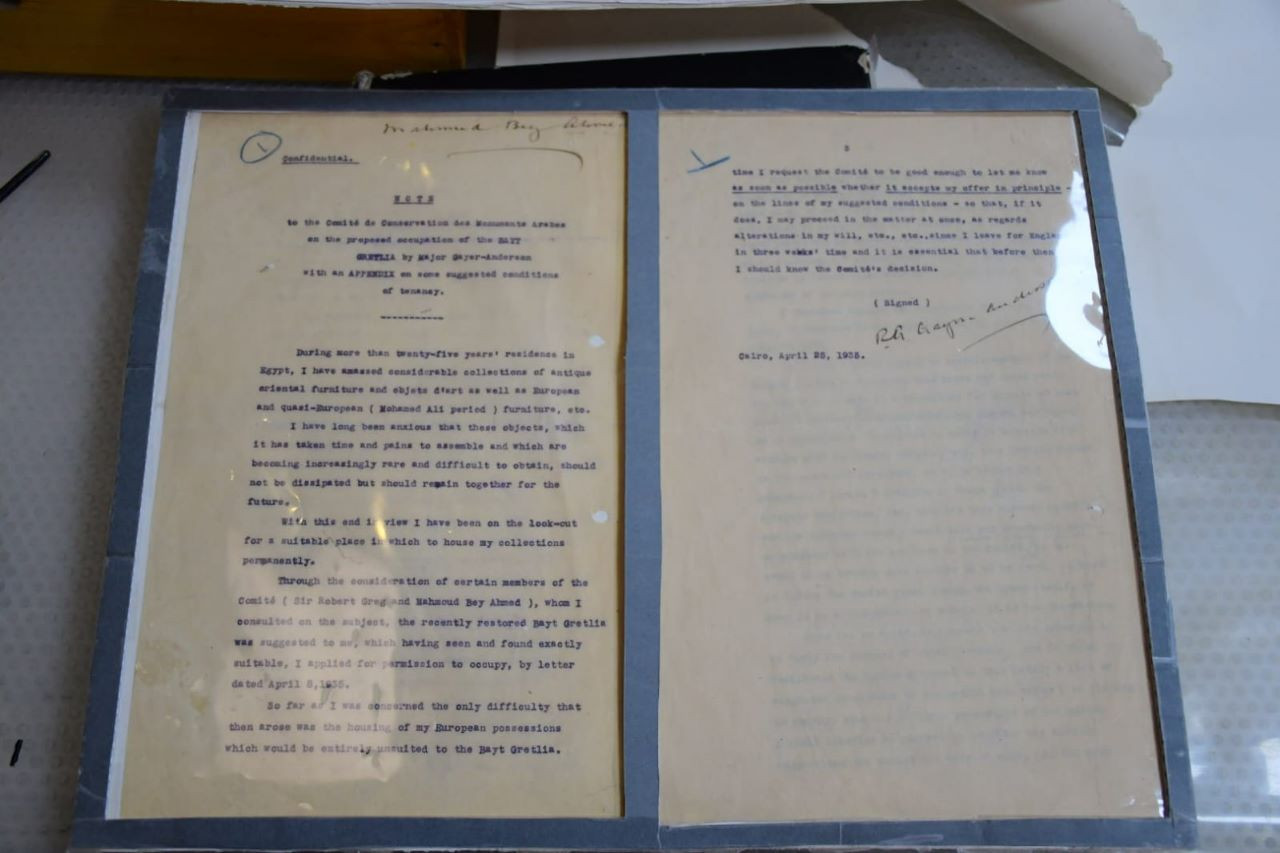 Mahmud Bey
1
Confidential.
NOTE
to the Comité de Conservation des Monuments Arabes
on the proposed occupation of the BAYT
GRETLIA by Major Gayer-Anderson
with an APPENDIX on some suggested conditions
of tenancy.
During more than twenty-five years' residence in
Egypt, I have amassed considerable collections of antique
oriental furniture and objets d'art as well as European
and quasi-European ( Mohamed Ali period ) furniture, etc.
I have long been anxious that these objects, which
it has taken time and pains to assemble and which are
becoming increasingly rare and difficult to obtain, should
not be dissipated but should remain together for the
future.
With this end in view I have been on the look-out
for a suitable place in which to house my collections
permanently.
Through the consideration of certain members of the
Comité ( Sir Robert Greg and Mahmoud Bey Ahmed ), whom I
consulted on the subject, the recently restored Bayt Gretlia
was suggested to me, which having seen and found exactly
suitable, I applied for permission to occupy, by letter
dated April 8,1935.
So far as I was concerned the only difficulty that
then arose was the housing of my European possessions
which would be entirely unsuited to the Bayt Gretlia.
time I request the Comité to be good enough to let me know
as soon as possible whether it accepts my offer in principle -
on the lines of my suggested conditions - so that, if it
does, I may proceed in the matter at once, as regards
alterations in my will, etc., etc.,since I leave for
in three weeks' time and it is essential that before then
I should know the Comité's decision.
( Signed )
R.G. Gayer Anderson
Cairo, April 25, 1935.